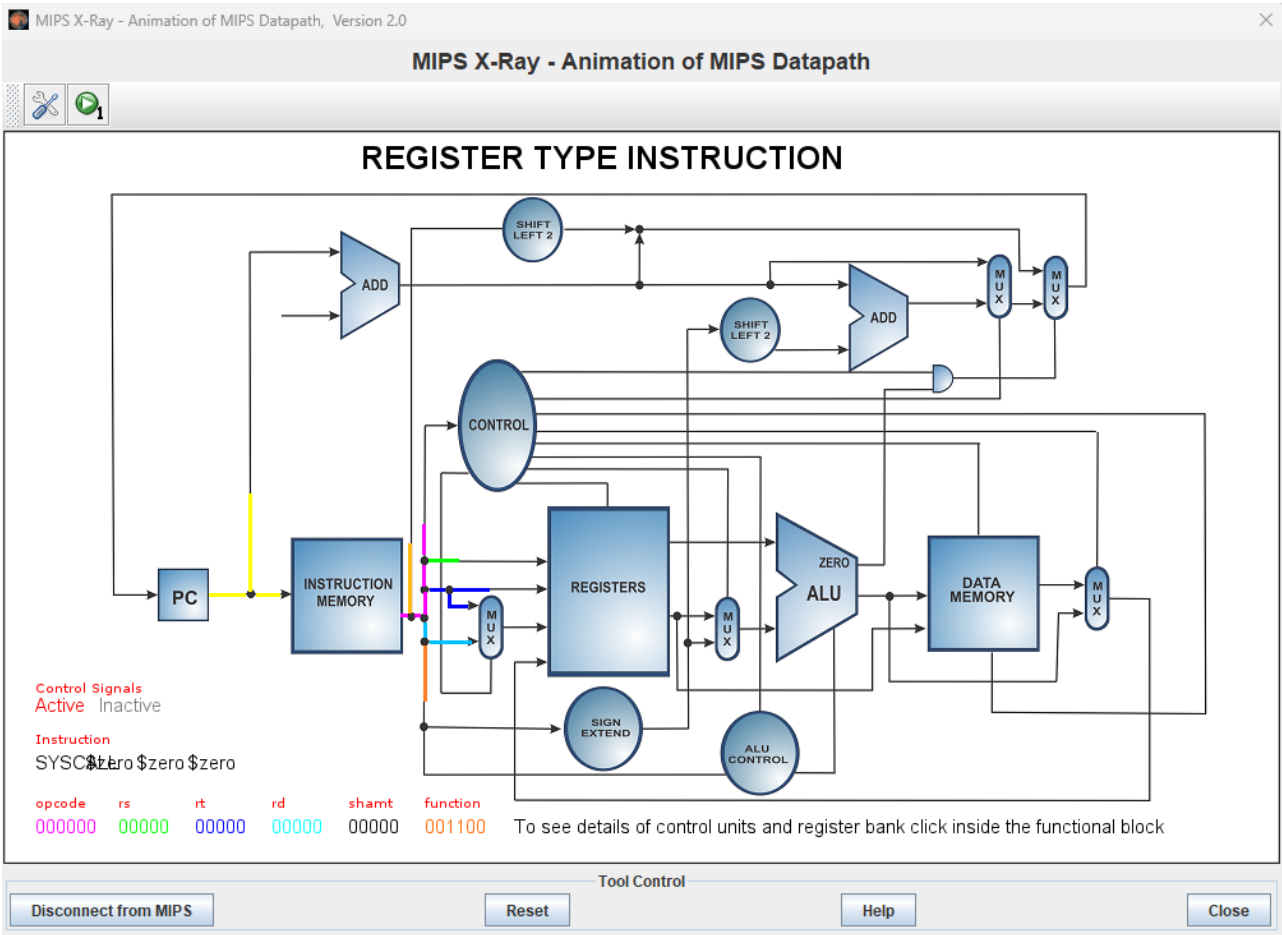 MIPS X-Ray - Animation of MIPS Datapath, Version 2.0
MIPS X-Ray - Animation of MIPS Datapath
1
REGISTER TYPE INSTRUCTION
SHIFT
LEFT 2
ADD
MUX
MUX
SHIFT
LEFT 2
ADD
CONTROL
PC
INSTRUCTION
MEMORY
MUX
REGISTERS
MUX
ZERO
ALU
DATA
MEMORY
MUX
SIGN
EXTEND
ALU
CONTROL
Control Signals
Active Inactive
Instruction
SYSCALL $zero $zero $zero
opcode rs rt rd shamt function
000000 00000 00000 00000 00000 001100 To see details of control units and register bank click inside the functional block
Tool Control
Disconnect from MIPS Reset Help Close